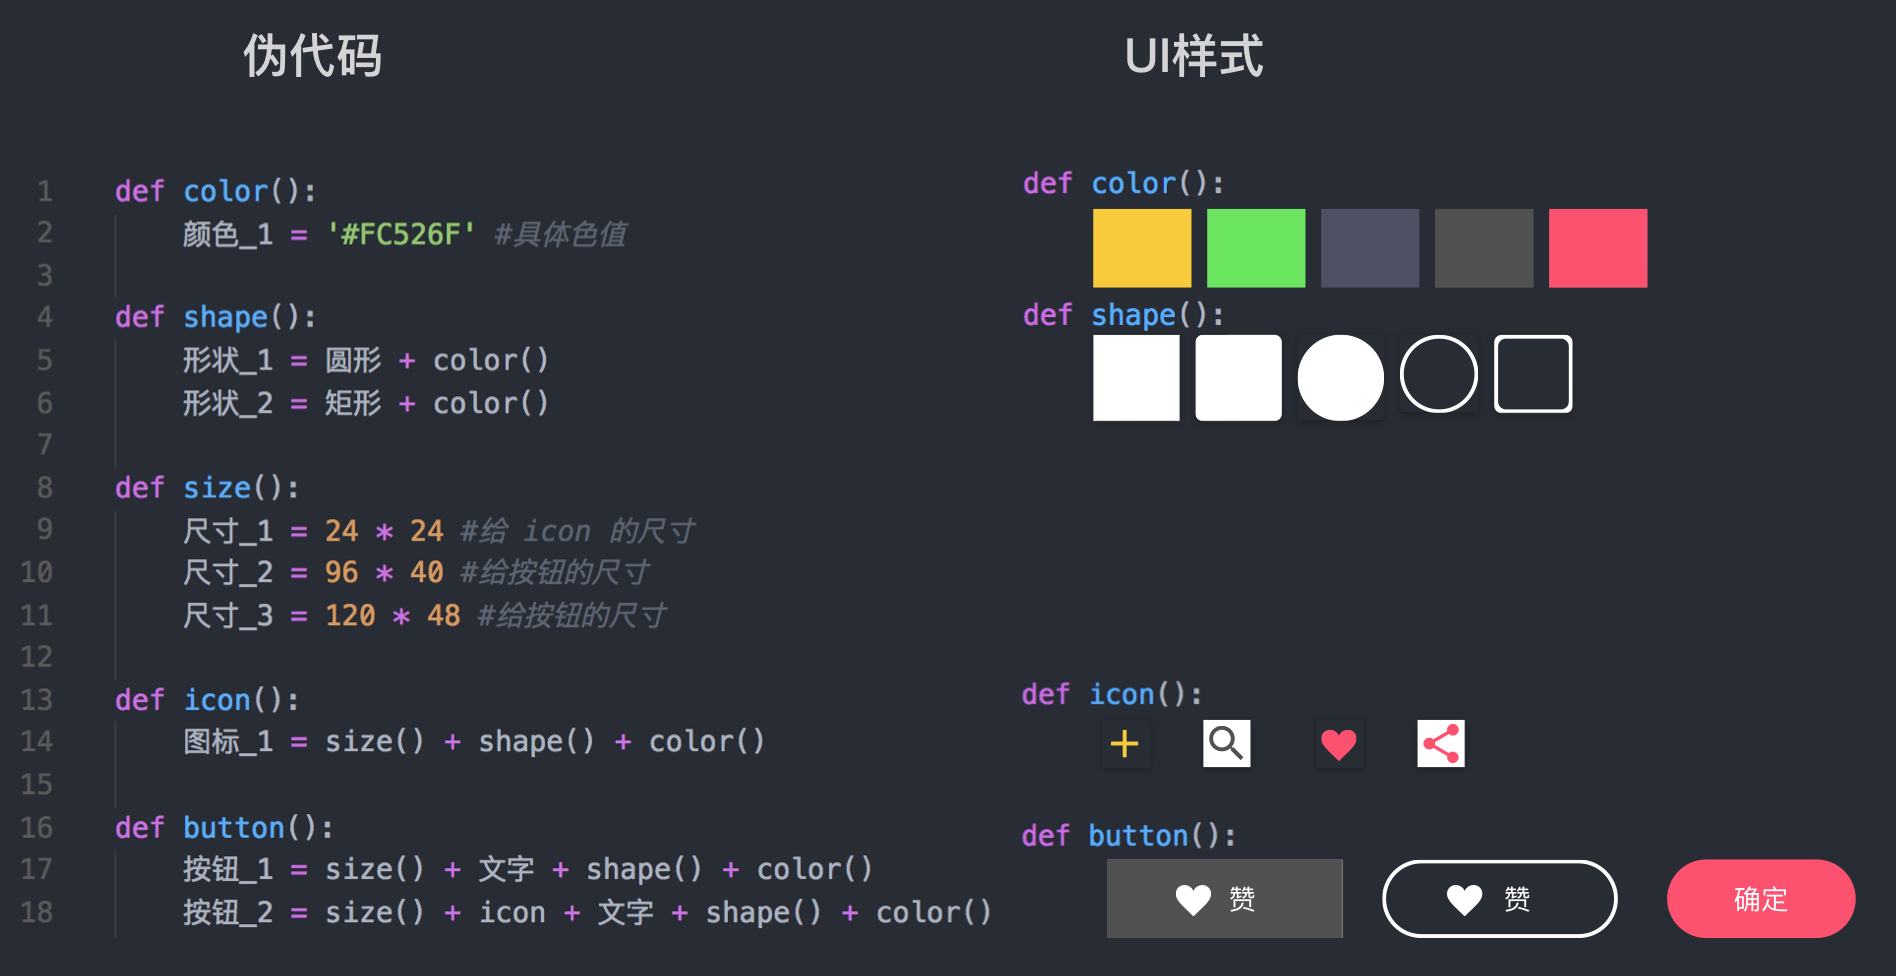 伪代码
1 def color():
2 颜色_1 = '#FC526F' #具体色值
3
4 def shape():
5 形状_1 = 圆形 + color()
6 形状_2 = 矩形 + color()
7
8 def size():
9 尺寸_1 = 24 * 24 #给 icon 的尺寸
10 尺寸_2 = 96 * 40 #给按钮的尺寸
11 尺寸_3 = 120 * 48 #给按钮的尺寸
12
13 def icon():
14 图标_1 = size() + shape() + color()
15
16 def button():
17 按钮_1 = size() + 文字 + shape() + color()
18 按钮_2 = size() + icon + 文字 + shape() + color()
UI样式
def color():
def shape():
def icon():
def button():
赞
赞
确定